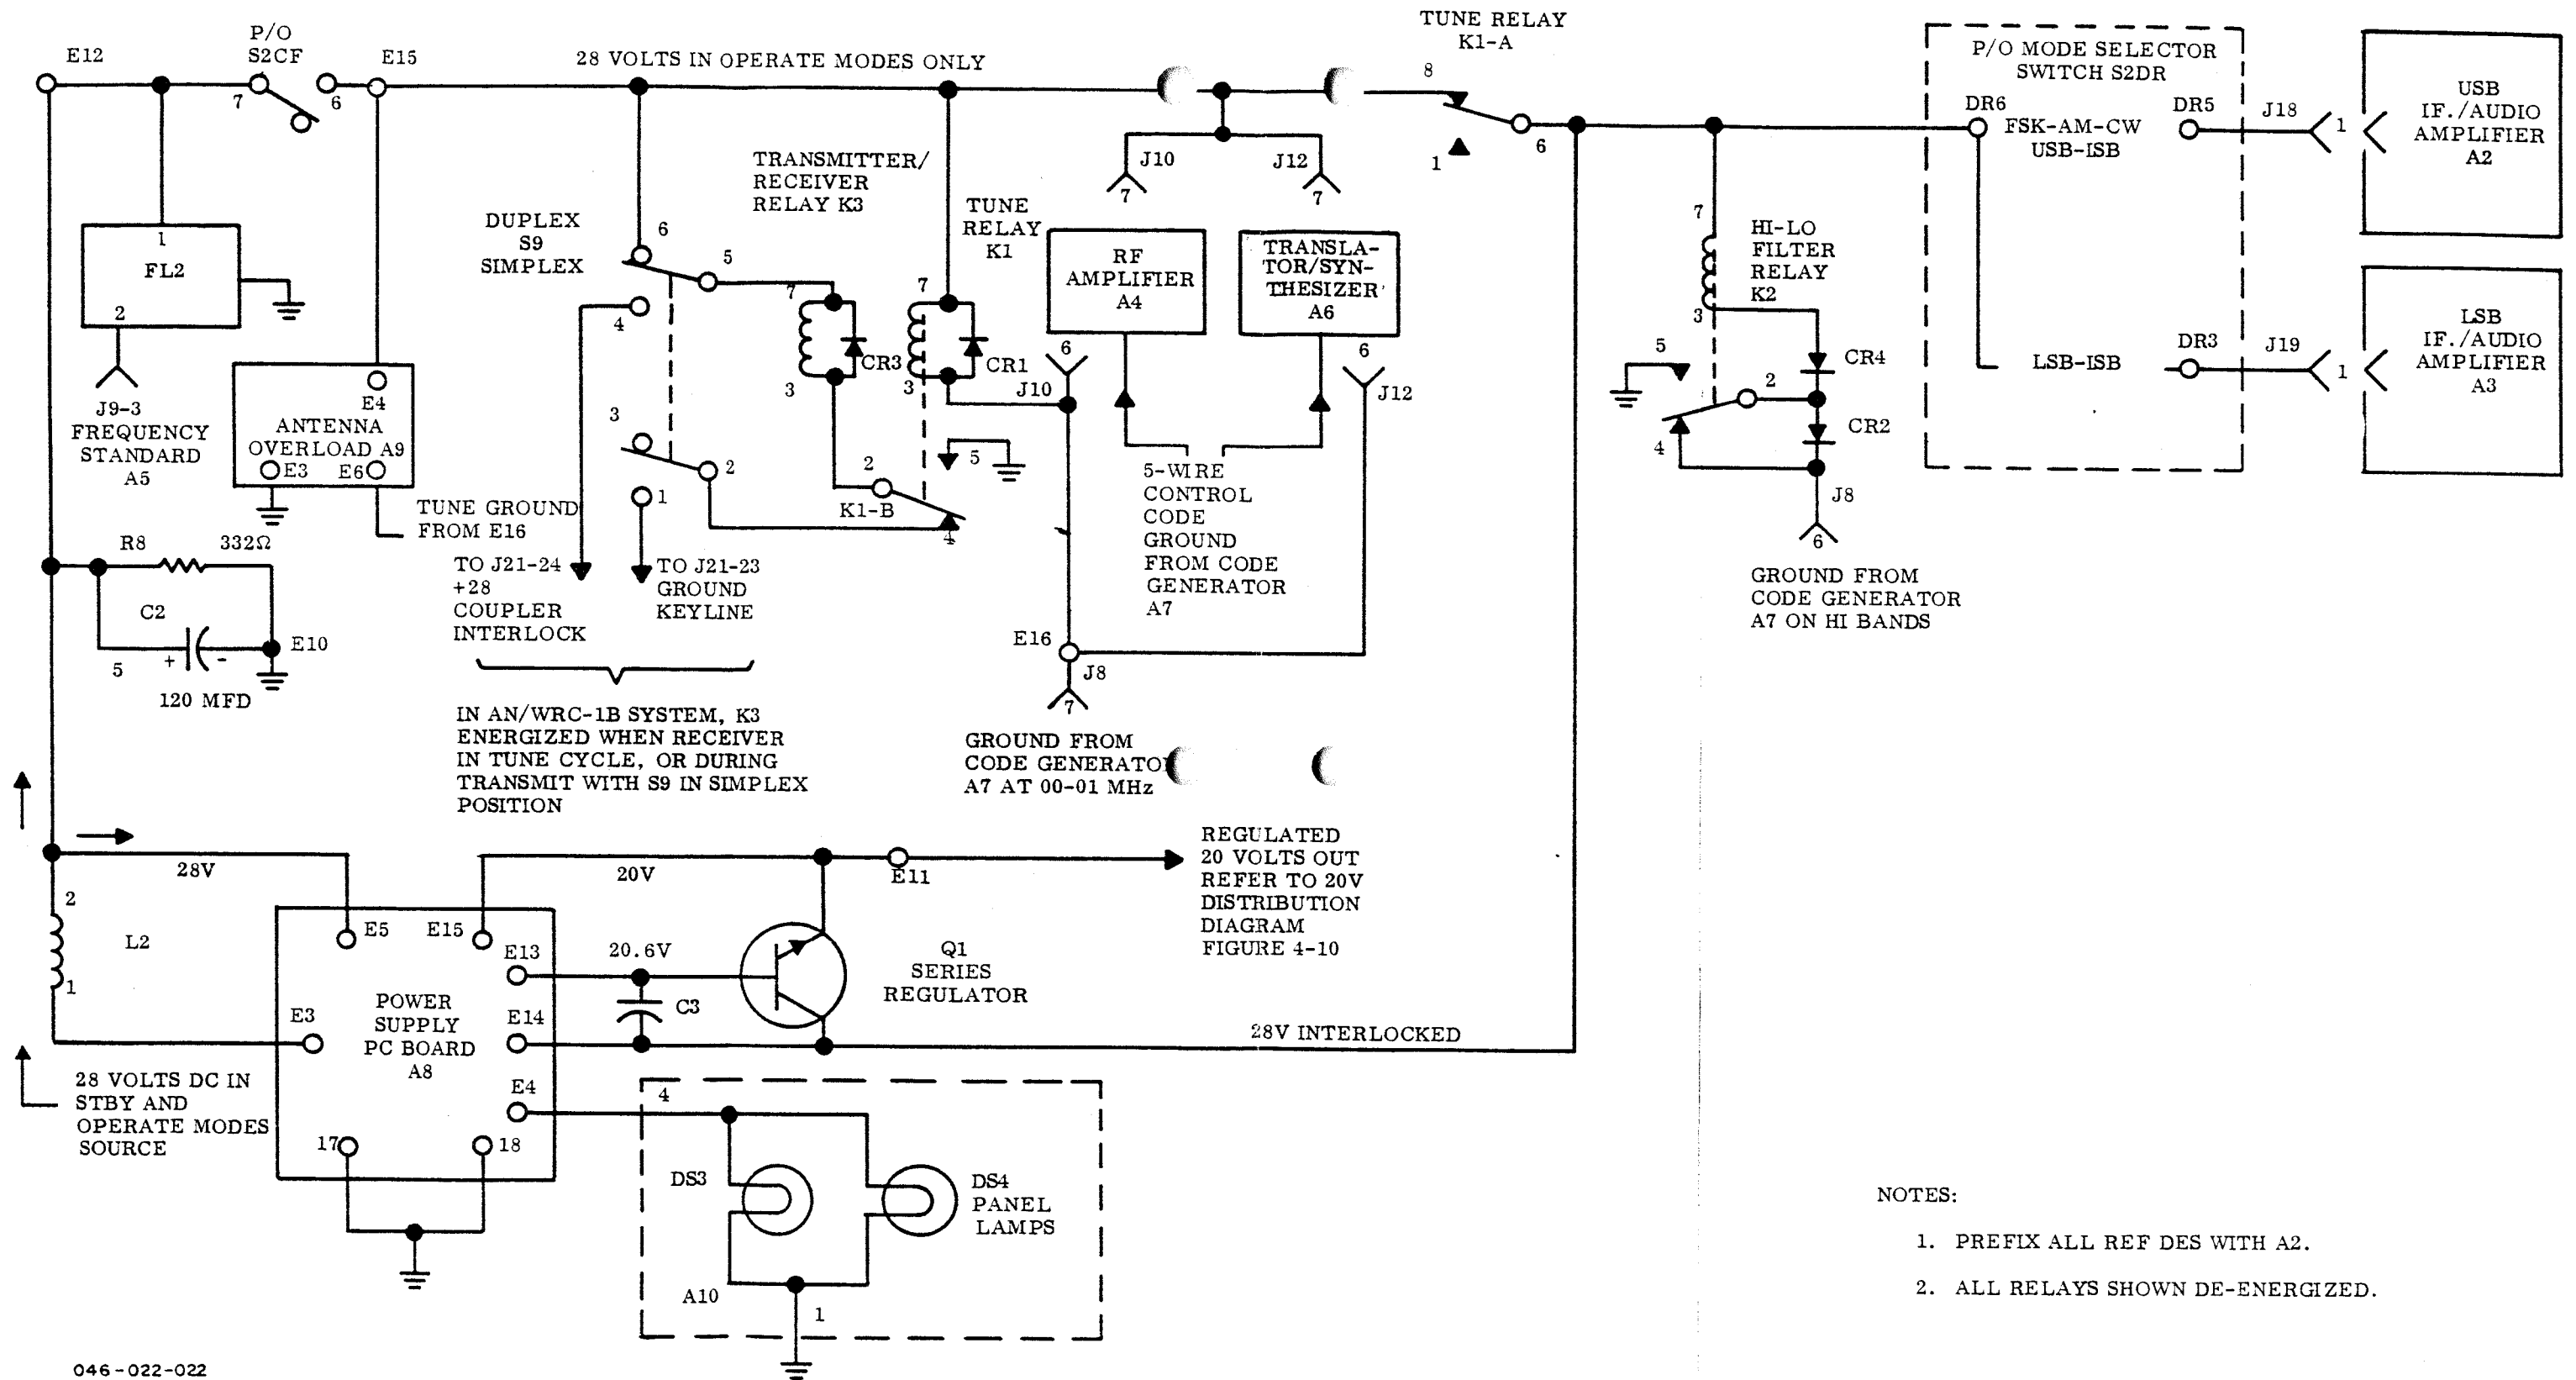 E12
P/O
S2CF
7
6
E15
28 VOLTS IN OPERATE MODES ONLY
TUNE RELAY
K1-A
8
1
6
P/O MODE SELECTOR
SWITCH S2DR
DR6
FSK-AM-CW
USB-ISB
DR5
J18
1
USB
IF./AUDIO
AMPLIFIER
A2
LSB-ISB
DR3
J19
1
LSB
IF./AUDIO
AMPLIFIER
A3
1
FL2
2
J9-3
FREQUENCY
STANDARD
A5
E4
ANTENNA
OVERLOAD A9
E3
E6
TUNE GROUND
FROM E16
DUPLEX
S9
SIMPLEX
6
5
4
3
2
1
TRANSMITTER/
RECEIVER
RELAY K3
7
CR3
3
TUNE
RELAY
K1
7
CR1
3
2
K1-B
5
4
J10
7
J12
7
RF
AMPLIFIER
A4
TRANSLA-
TOR/SYN-
THESIZER
A6
6
J10
6
J12
5-WIRE
CONTROL
CODE
GROUND
FROM CODE
GENERATOR
A7
HI-LO
FILTER
RELAY
K2
7
3
5
2
4
CR4
CR2
J8
6
GROUND FROM
CODE GENERATOR
A7 ON HI BANDS
R8
332Ω
C2
5
+
-
E10
120 MFD
TO J21-24
+28
COUPLER
INTERLOCK
TO J21-23
GROUND
KEYLINE
IN AN/WRC-1B SYSTEM, K3
ENERGIZED WHEN RECEIVER
IN TUNE CYCLE, OR DURING
TRANSMIT WITH S9 IN SIMPLEX
POSITION
E16
J8
7
GROUND FROM
CODE GENERATO
A7 AT 00-01 MHz
28V
20V
E11
REGULATED
20 VOLTS OUT
REFER TO 20V
DISTRIBUTION
DIAGRAM
FIGURE 4-10
2
L2
1
E5
E15
E13
20.6V
Q1
SERIES
REGULATOR
E3
POWER
SUPPLY
PC BOARD
A8
E14
C3
28V INTERLOCKED
E4
17
18
28 VOLTS DC IN
STBY AND
OPERATE MODES
SOURCE
4
DS3
DS4
PANEL
LAMPS
A10
1
NOTES:
1. PREFIX ALL REF DES WITH A2.
2. ALL RELAYS SHOWN DE-ENERGIZED.
046-022-022